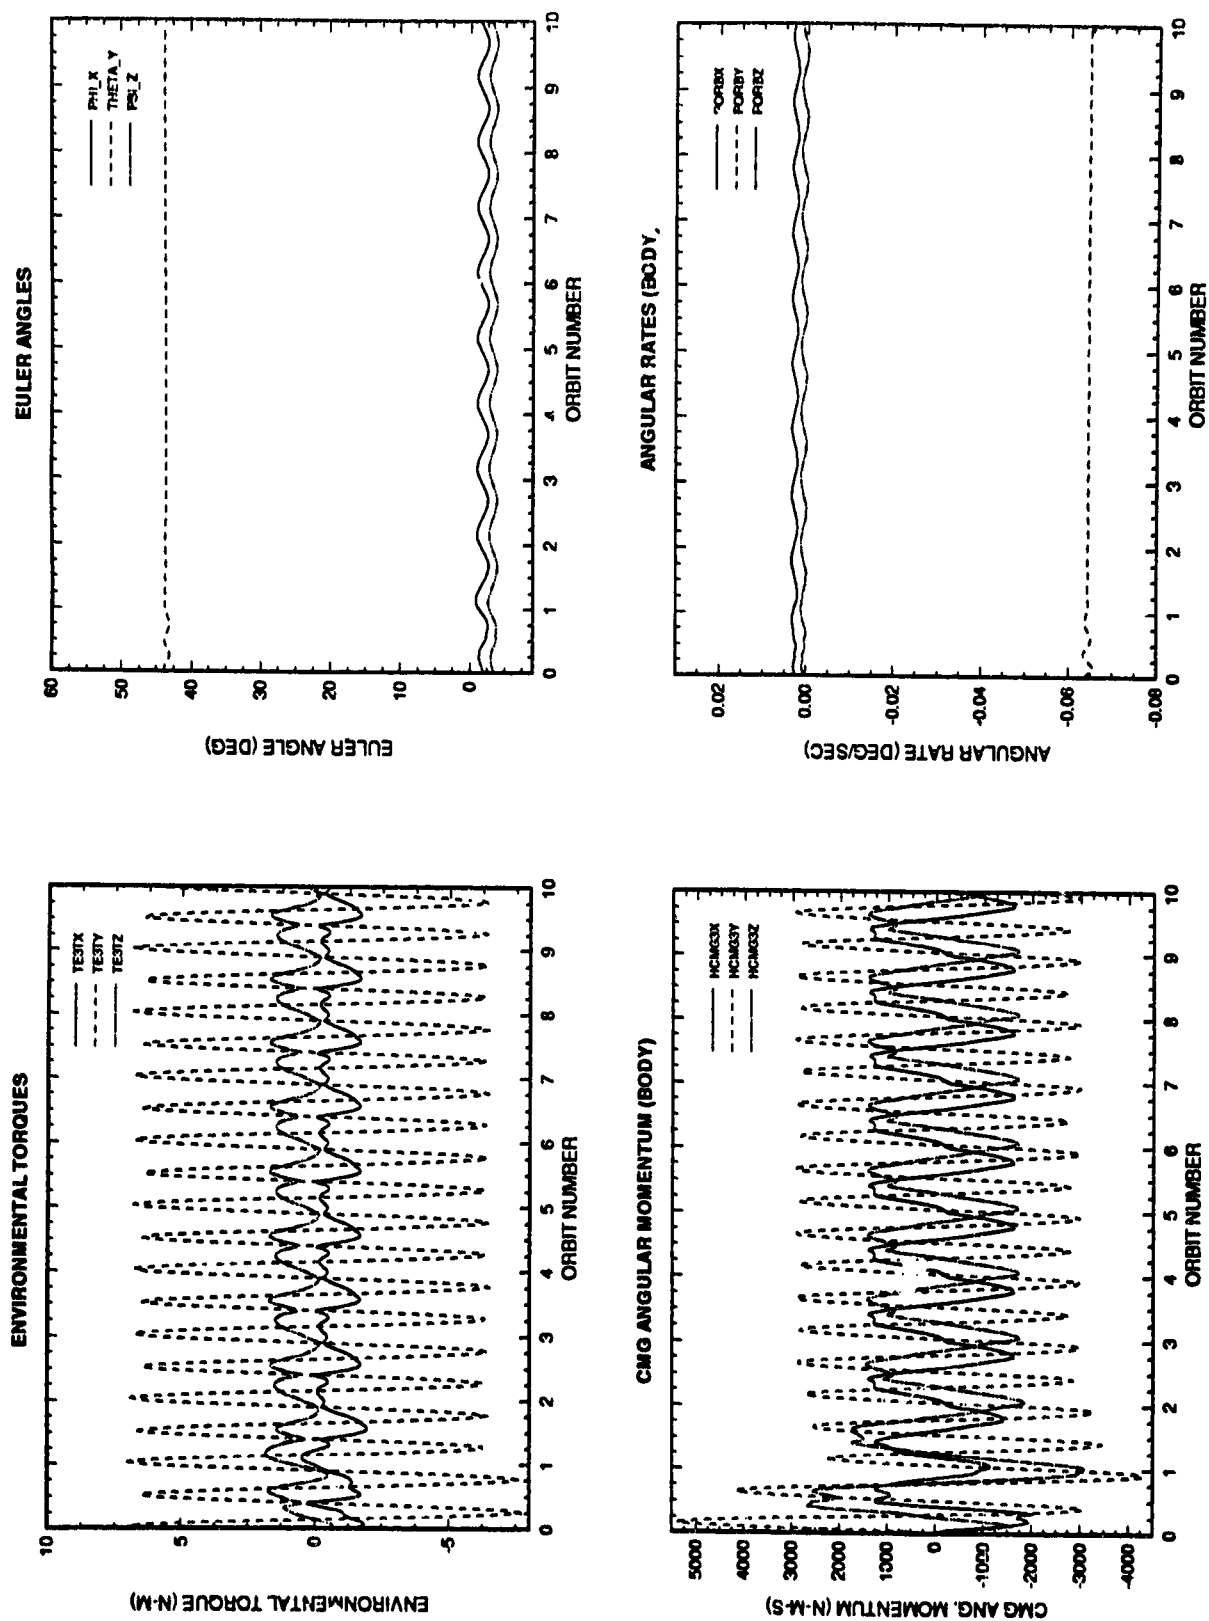 ENVIRONMENTAL TORQUES
TE3TX
TE3TY
TE3TZ
ENVIRONMENTAL TORQUE (N-M)
10
5
0
-5
0 1 2 3 4 5 6 7 8 9 10
ORBIT NUMBER
EULER ANGLES
PHI_X
THETA_Y
PSI_Z
EULER ANGLE (DEG)
60
50
40
30
20
10
0
0 1 2 3 4 5 6 7 8 9 10
ORBIT NUMBER
CMG ANGULAR MOMENTUM (BODY)
HCMG3X
HCMG3Y
HCMG3Z
CMG ANG. MOMENTUM (N-M-S)
5000
4000
3000
2000
1000
0
-1000
-2000
-3000
-4000
0 1 2 3 4 5 6 7 8 9 10
ORBIT NUMBER
ANGULAR RATES (BODY,
PORBX
PORBY
PORBZ
ANGULAR RATE (DEG/SEC)
0.02
0.00
-0.02
-0.04
-0.06
-0.08
0 1 2 3 4 5 6 7 8 9 10
ORBIT NUMBER